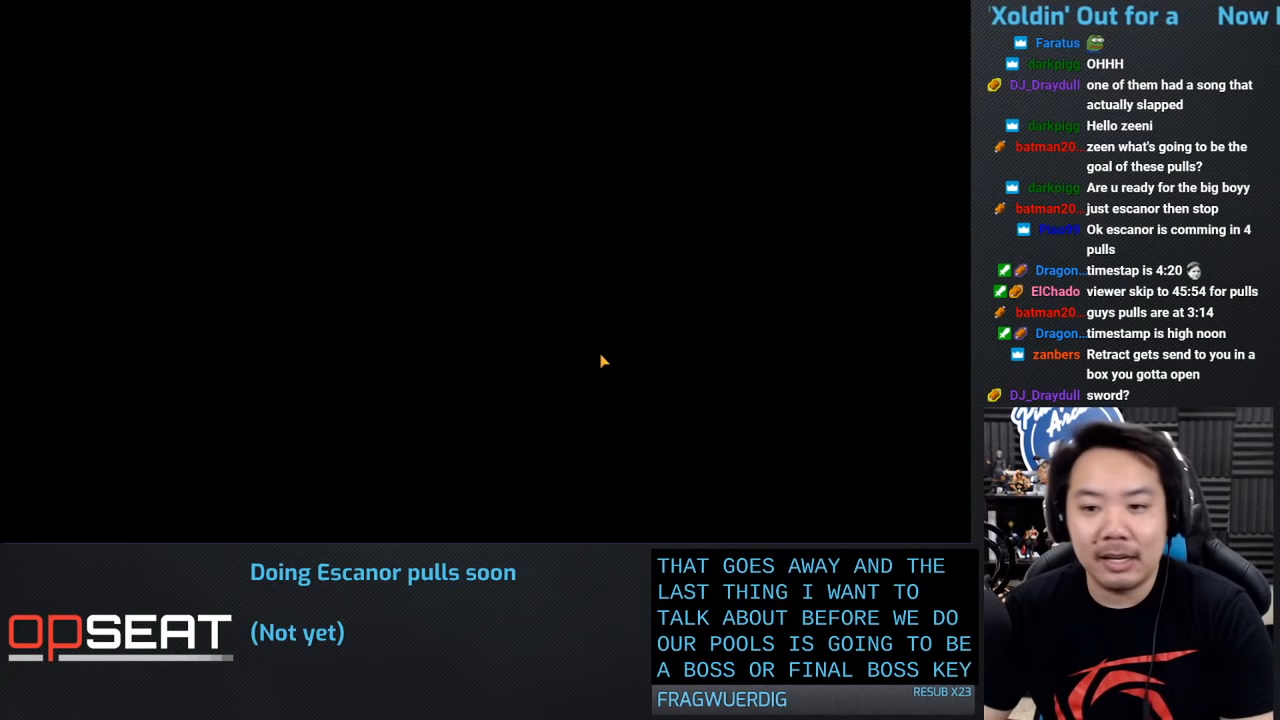 'Xoldin' Out for a Now
Faratus
darkpigg OHHH
DJ_Draydull one of them had a song that
actually slapped
darkpigg Hello zeeni
batman20... zeen what's going to be the
goal of these pulls?
darkpigg Are u ready for the big boyy
batman20... just escanor then stop
Ok escanor is comming in 4
pulls
Dragon... timestap is 4:20
ElChado viewer skip to 45:54 for pulls
batman20... guys pulls are at 3:14
Dragon... timestamp is high noon
zanbers Retract gets send to you in a
box you gotta open
DJ_Draydull sword?
Doing Escanor pulls soon
(Not yet)
opSEAT
THAT GOES AWAY AND THE
LAST THING I WANT TO
TALK ABOUT BEFORE WE DO
OUR POOLS IS GOING TO BE
A BOSS OR FINAL BOSS KEY
FRAGWUERDIG RESUB X23